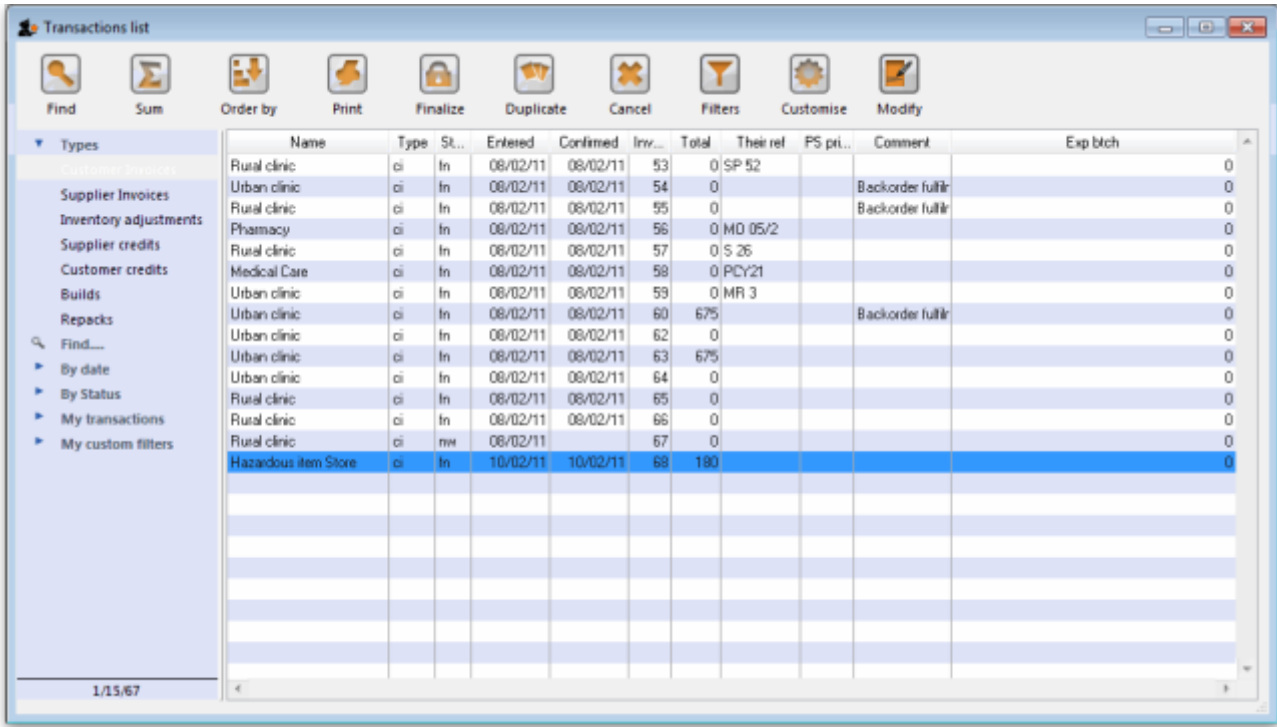 Transactions list
Find Sum Order by Print Finalize Duplicate Cancel Filters Customise Modify
Types
Customer Invoices
Supplier Invoices
Inventory adjustments
Supplier credits
Customer credits
Builds
Repacks
Find....
By date
By Status
My transactions
My custom filters
1/15/67
Name Type St... Entered Confirmed Inv... Total Their ref PS pri... Comment Exp btch
Rural clinic ci fn 08/02/11 08/02/11 53 0 SP 52 0
Urban clinic ci fn 08/02/11 08/02/11 54 0 Backorder fulfilr 0
Rural clinic ci fn 08/02/11 08/02/11 55 0 Backorder fulfilr 0
Pharmacy ci fn 08/02/11 08/02/11 56 0 MO 05/2 0
Rural clinic ci fn 08/02/11 08/02/11 57 0 S 26 0
Medical Care ci fn 08/02/11 08/02/11 58 0 PCY21 0
Urban clinic ci fn 08/02/11 08/02/11 59 0 MR 3 0
Urban clinic ci fn 08/02/11 08/02/11 60 675 Backorder fulfilr 0
Urban clinic ci fn 08/02/11 08/02/11 62 0 0
Urban clinic ci fn 08/02/11 08/02/11 63 675 0
Urban clinic ci fn 08/02/11 08/02/11 64 0 0
Rural clinic ci fn 08/02/11 08/02/11 65 0 0
Rural clinic ci fn 08/02/11 08/02/11 66 0 0
Rural clinic ci nw 08/02/11 67 0 0
Hazardous item Store ci fn 10/02/11 10/02/11 68 180 0